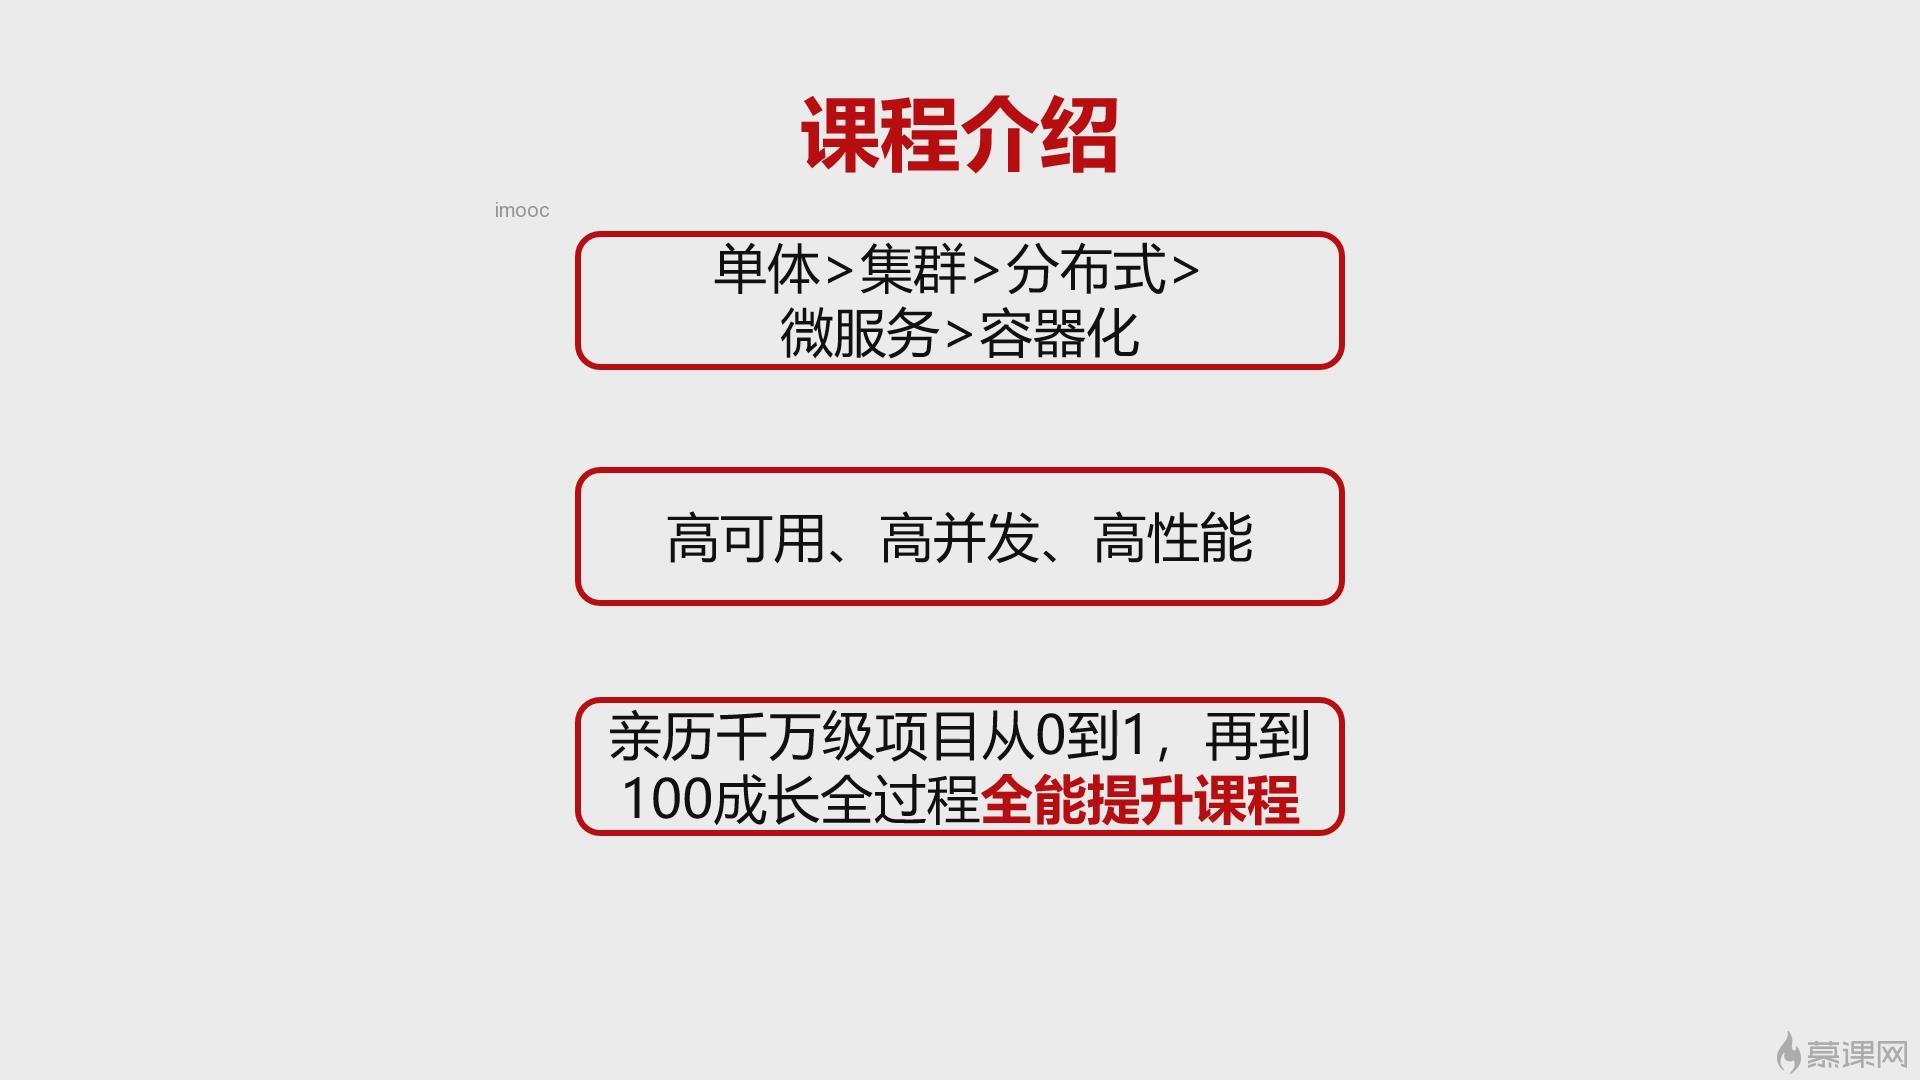 课程介绍
imooc
单体>集群>分布式>
微服务>容器化
高可用、高并发、高性能
亲历千万级项目从0到1，再到
100成长全过程全能提升课程
慕课网